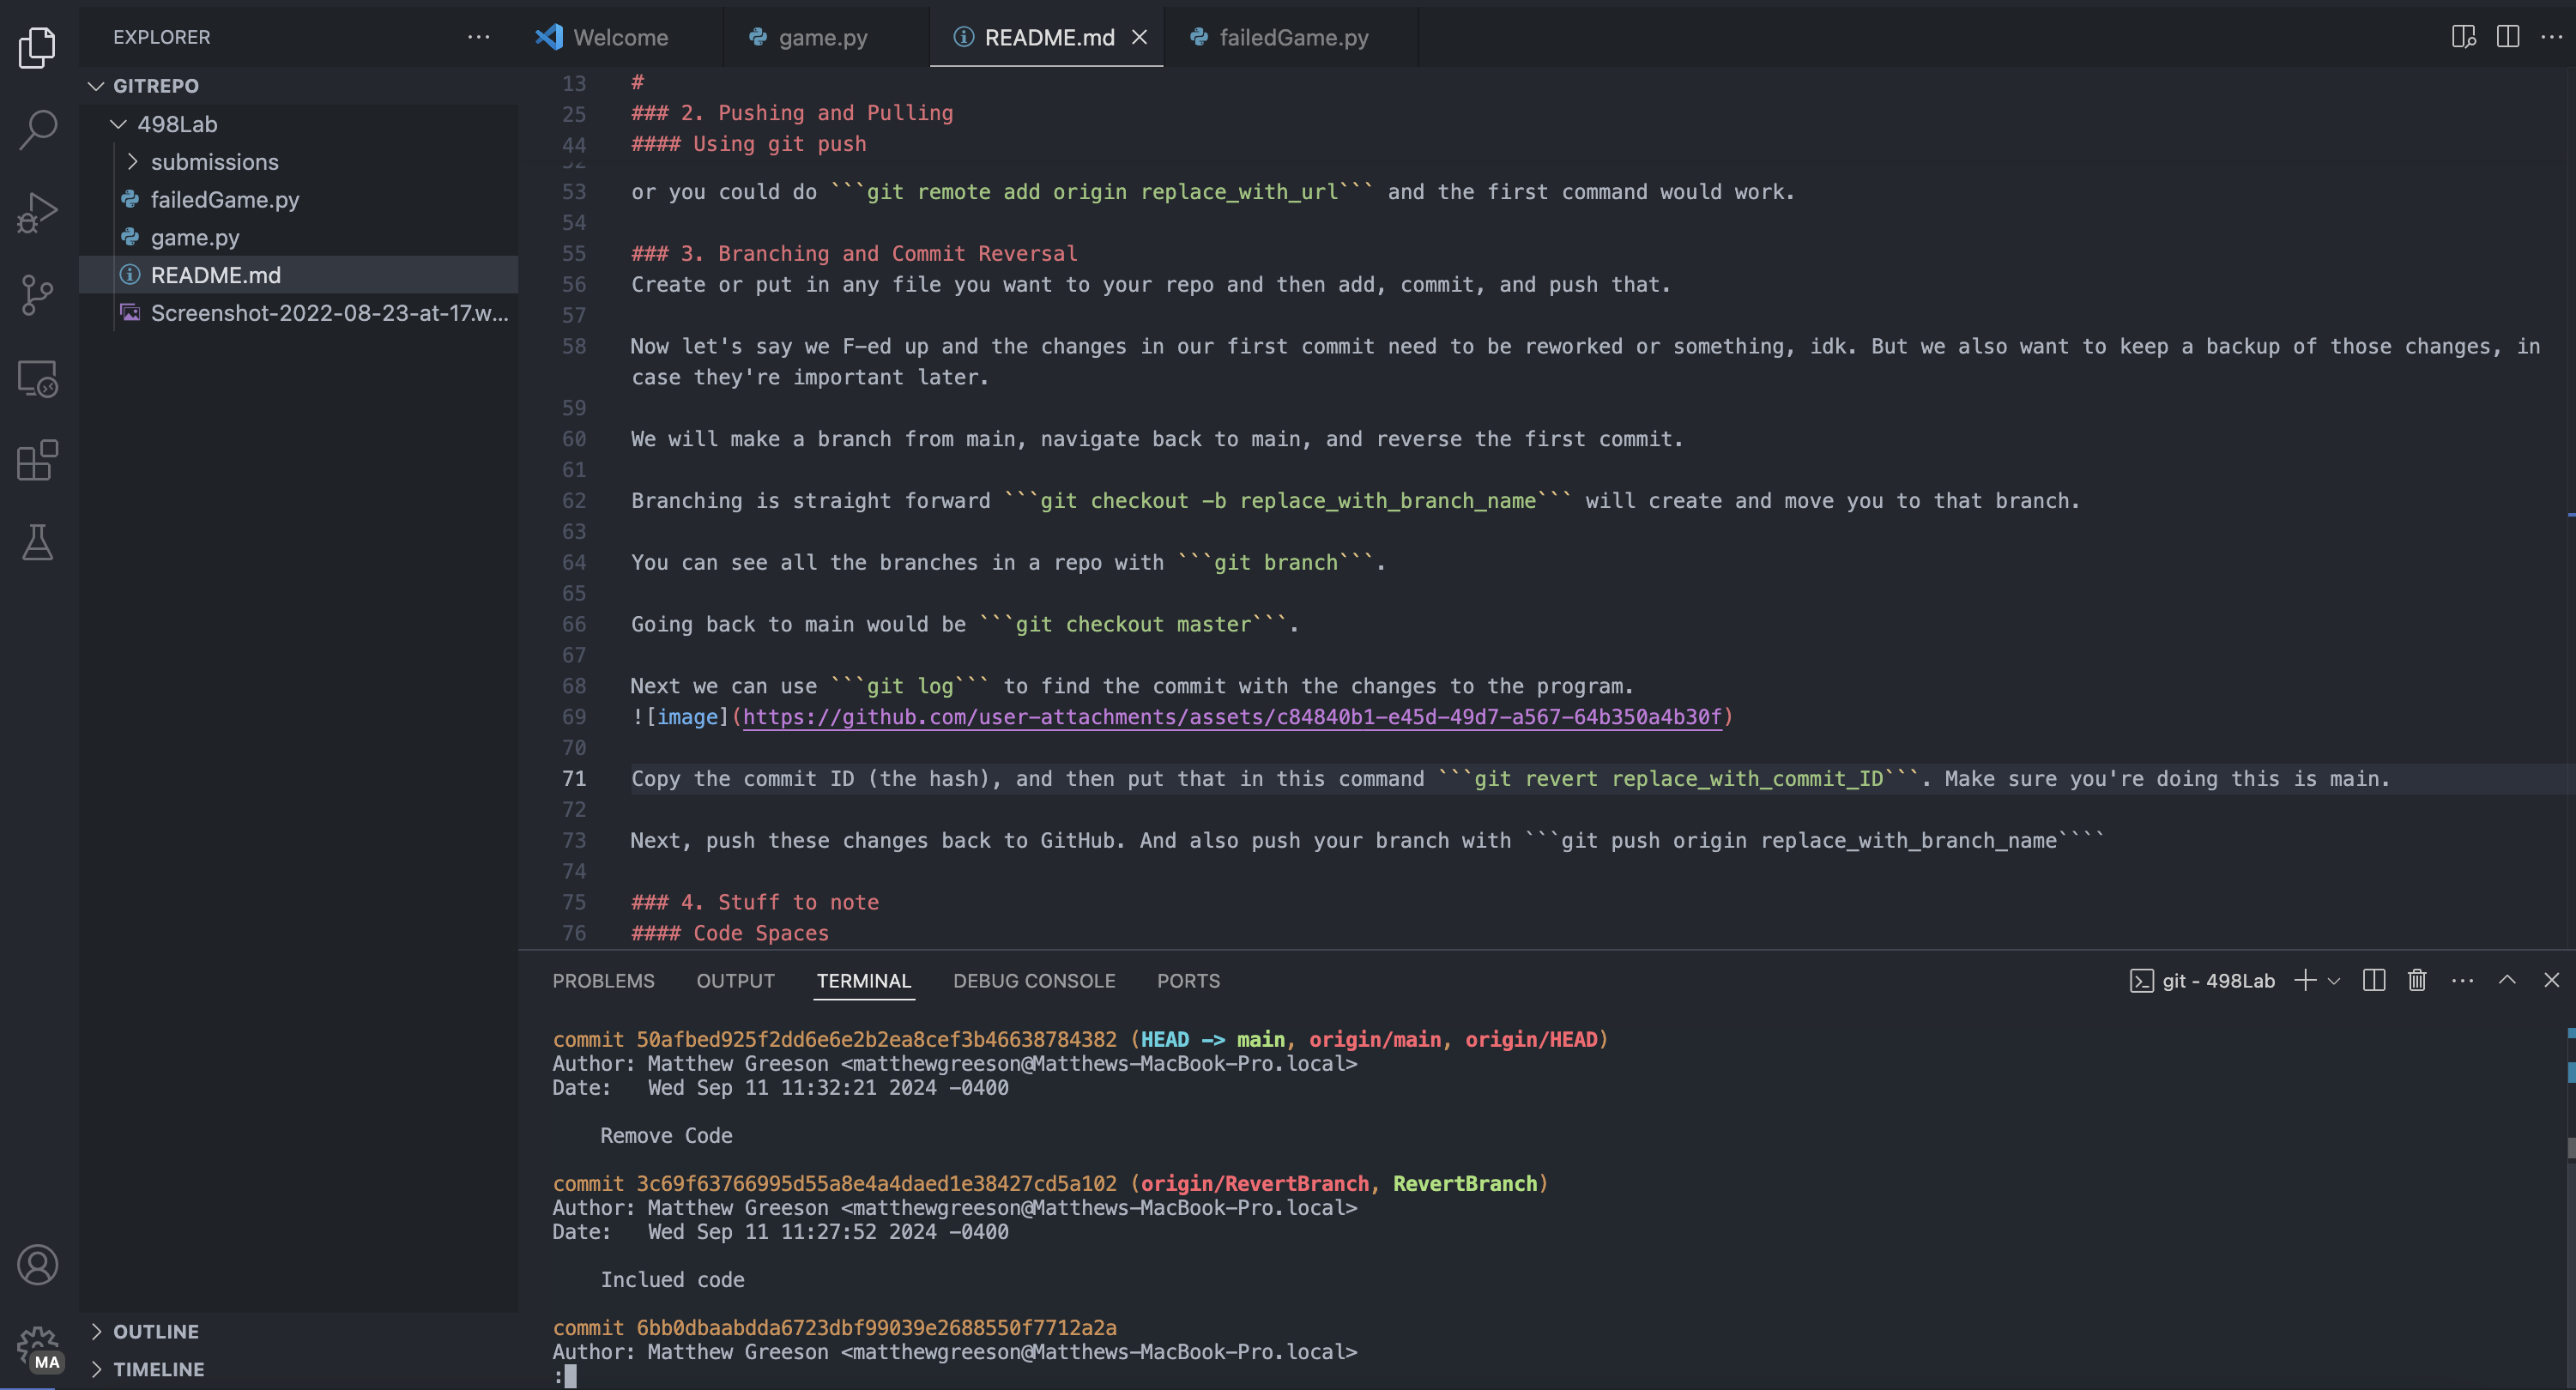 EXPLORER
GITREPO
498Lab
submissions
failedGame.py
game.py
README.md
Screenshot-2022-08-23-at-17.w...
OUTLINE
TIMELINE
MA
Welcome
game.py
README.md
failedGame.py
13 #
25 ### 2. Pushing and Pulling
44 #### Using git push
52
53 or you could do ```git remote add origin replace_with_url``` and the first command would work.
54
55 ### 3. Branching and Commit Reversal
56 Create or put in any file you want to your repo and then add, commit, and push that.
57
58 Now let's say we F-ed up and the changes in our first commit need to be reworked or something, idk. But we also want to keep a backup of those changes, in
case they're important later.
59
60 We will make a branch from main, navigate back to main, and reverse the first commit.
61
62 Branching is straight forward ```git checkout -b replace_with_branch_name``` will create and move you to that branch.
63
64 You can see all the branches in a repo with ```git branch```.
65
66 Going back to main would be ```git checkout master```.
67
68 Next we can use ```git log``` to find the commit with the changes to the program.
69 ![image](https://github.com/user-attachments/assets/c84840b1-e45d-49d7-a567-64b350a4b30f)
70
71 Copy the commit ID (the hash), and then put that in this command ```git revert replace_with_commit_ID```. Make sure you're doing this is main.
72
73 Next, push these changes back to GitHub. And also push your branch with ```git push origin replace_with_branch_name````
74
75 ### 4. Stuff to note
76 #### Code Spaces
PROBLEMS OUTPUT TERMINAL DEBUG CONSOLE PORTS
git - 498Lab
commit 50afbed925f2dd6e6e2b2ea8cef3b46638784382 (HEAD -> main, origin/main, origin/HEAD)
Author: Matthew Greeson <matthewgreeson@Matthews-MacBook-Pro.local>
Date:   Wed Sep 11 11:32:21 2024 -0400
Remove Code
commit 3c69f63766995d55a8e4a4daed1e38427cd5a102 (origin/RevertBranch, RevertBranch)
Author: Matthew Greeson <matthewgreeson@Matthews-MacBook-Pro.local>
Date:   Wed Sep 11 11:27:52 2024 -0400
Inclued code
commit 6bb0dbaabdda6723dbf99039e2688550f7712a2a
Author: Matthew Greeson <matthewgreeson@Matthews-MacBook-Pro.local>
: